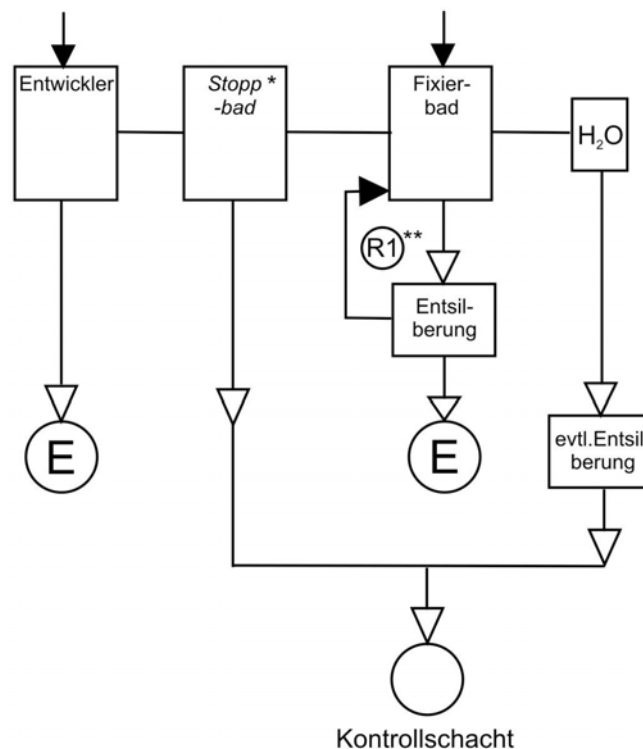 Entwickler
Stopp*
-bad
Fixier-
bad
H₂O
R1**
Entsil-
berung
E
E
evtl.Entsil
berung
Kontrollschacht